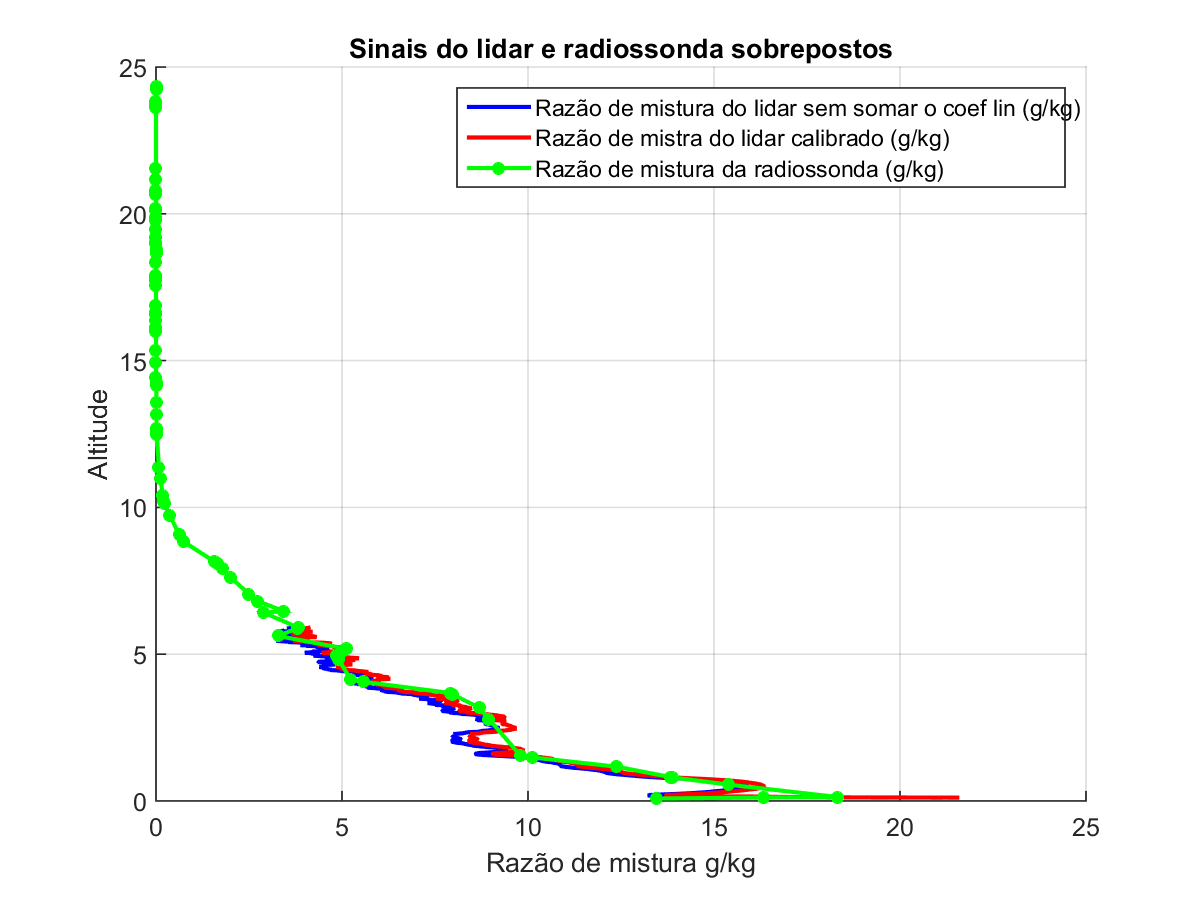 Sinais do lidar e radiossonda sobrepostos
25
Razão de mistura do lidar sem somar o coef lin (g/kg)
Razão de mistra do lidar calibrado (g/kg)
Razão de mistura da radiossonda (g/kg)
20
15
Altitude
10
5
0
0 5 10 15 20 25
Razão de mistura g/kg